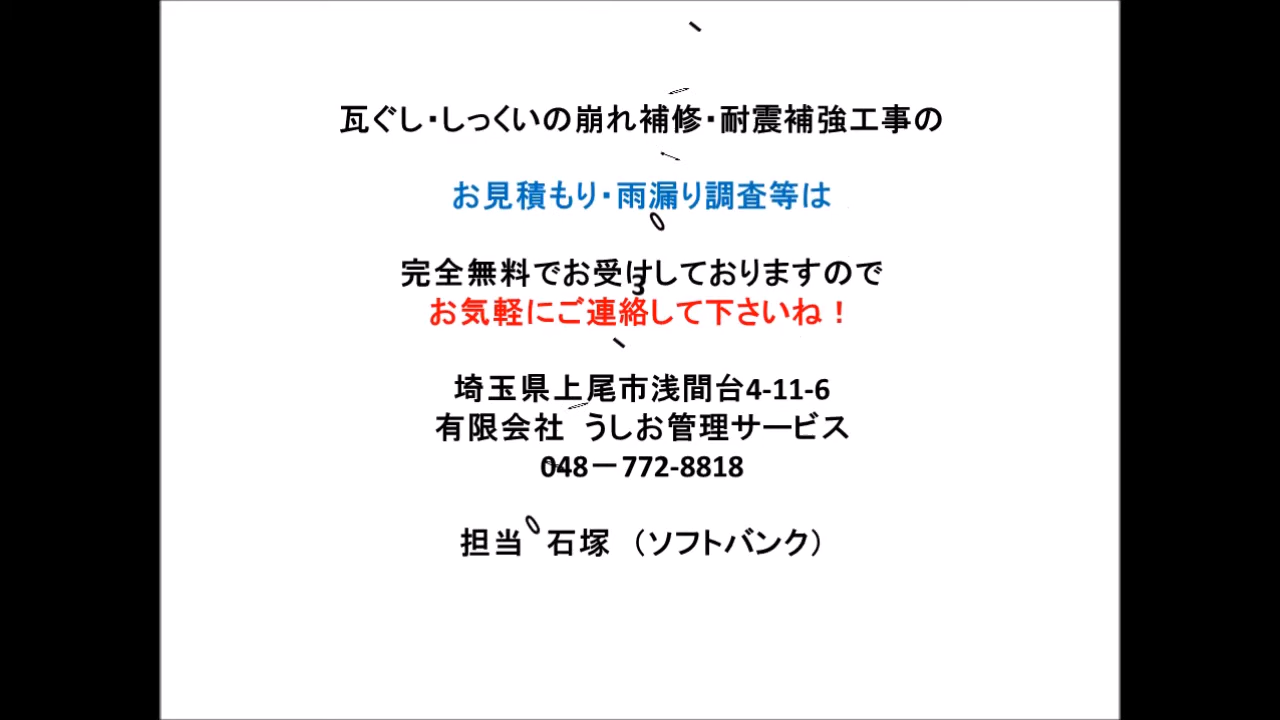 瓦ぐし・しっくいの崩れ補修・耐震補強工事の
お見積もり・雨漏り調査等は
完全無料でお受けしておりますので
お気軽にご連絡して下さいね！
埼玉県上尾市浅間台4-11-6
有限会社　うしお管理サービス
048－772-8818
担当　石塚　（ソフトバンク）